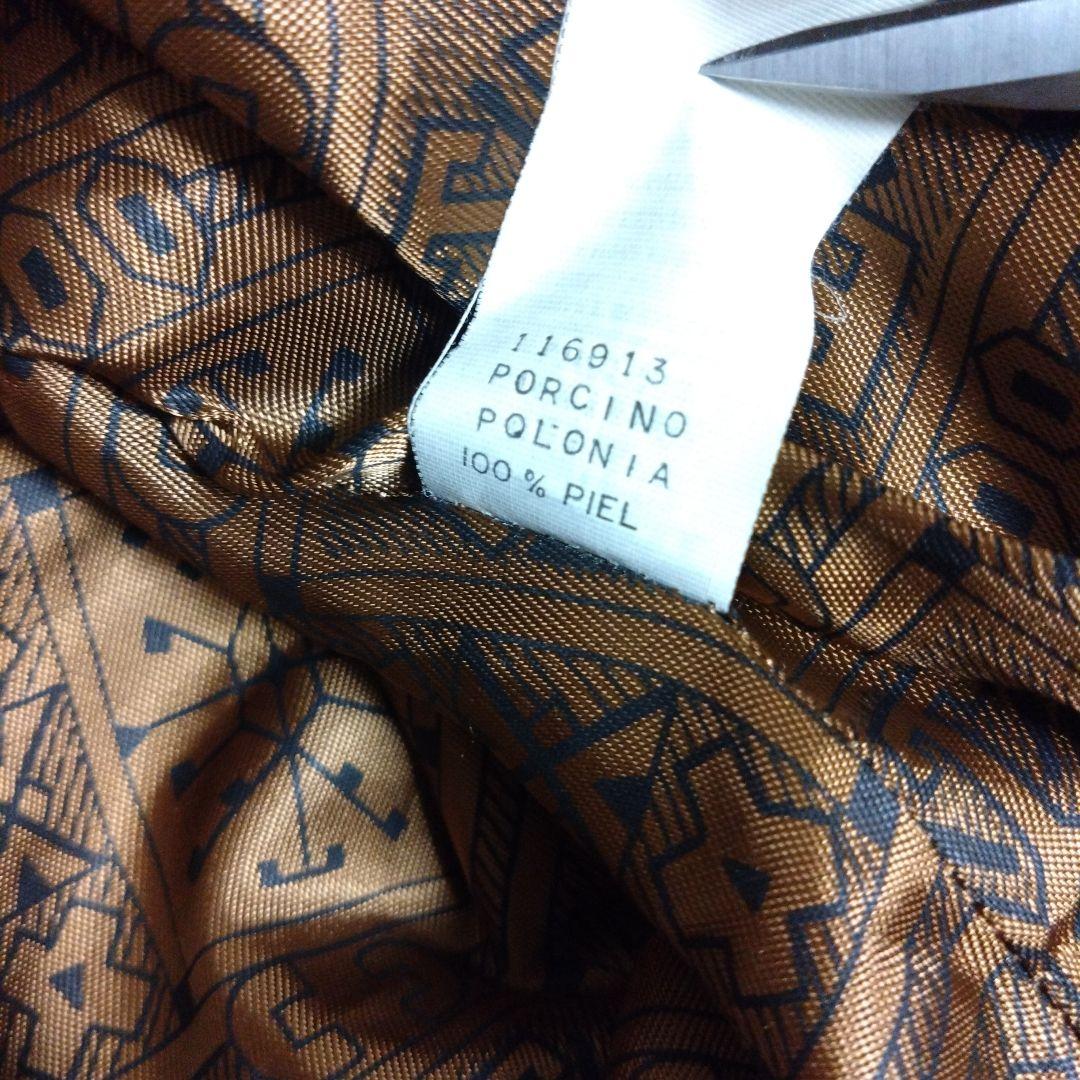 116913
PORCINO
POLONIA
100 % PIEL